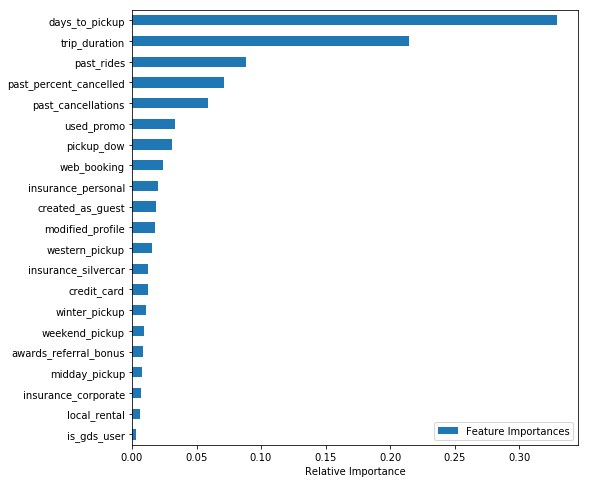 days_to_pickup
trip_duration
past_rides
past_percent_cancelled
past_cancellations
used_promo
pickup_dow
web_booking
insurance_personal
created_as_guest
modified_profile
western_pickup
insurance_silvercar
credit_card
winter_pickup
weekend_pickup
awards_referral_bonus
midday_pickup
insurance_corporate
local_rental
is_gds_user
Feature Importances
0.00 0.05 0.10 0.15 0.20 0.25 0.30
Relative Importance